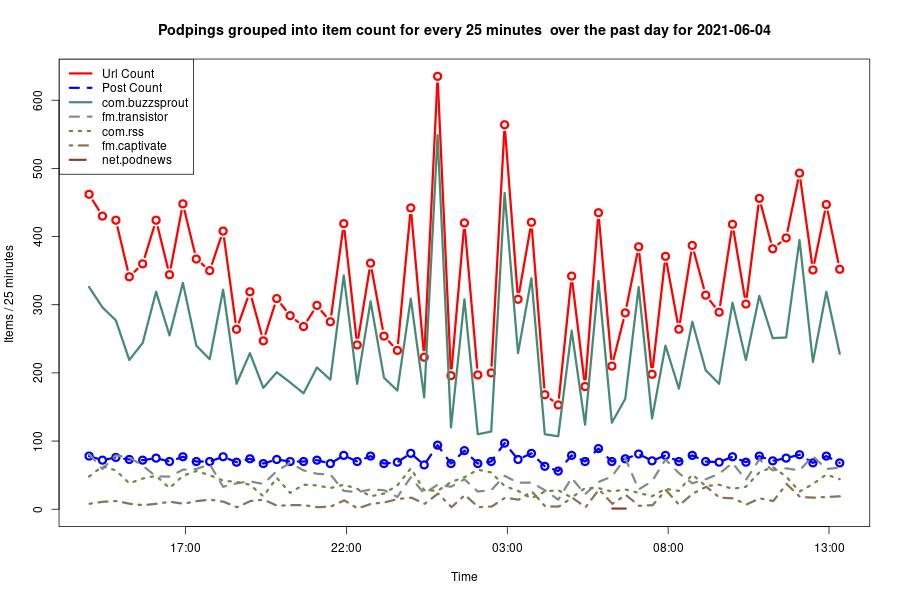 Podpings grouped into item count for every 25 minutes  over the past day for 2021-06-04
Url Count
Post Count
com.buzzsprout
fm.transistor
com.rss
fm.captivate
net.podnews
Items / 25 minutes
600
500
400
300
200
100
0
17:00 22:00 03:00 08:00 13:00
Time